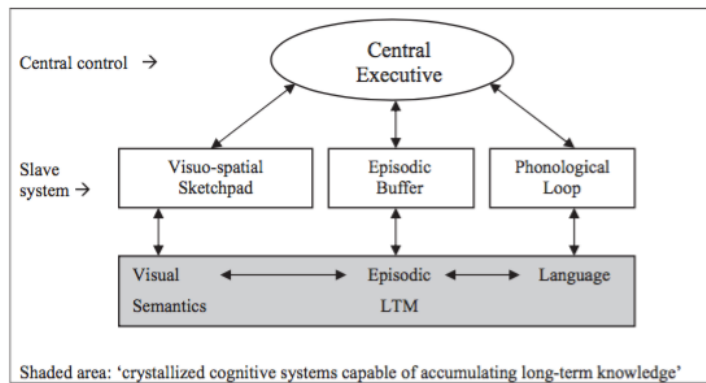 Central control →
Central
Executive
Slave
system →
Visuo-spatial
Sketchpad
Episodic
Buffer
Phonological
Loop
Visual
Semantics
Episodic
LTM
Language
Shaded area: ‘crystallized cognitive systems capable of accumulating long-term knowledge’